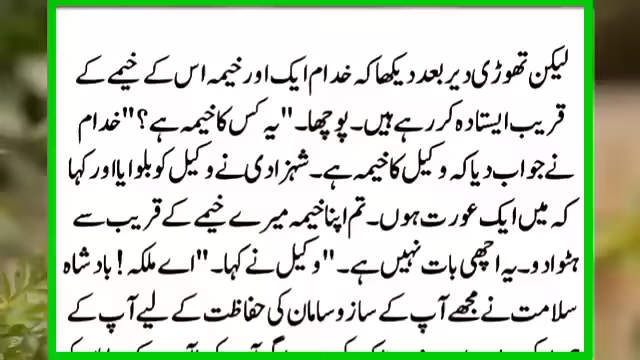 لیکن تھوڑی دیر بعد دیکھا کہ خدام ایک اور خیمہ اس کے خیمے کے
قریب ایستادہ کر رہے ہیں۔ پوچھا۔ "یہ کس کا خیمہ ہے؟" خدام
نے جواب دیا کہ وکیل کا خیمہ ہے۔ شہزادی نے وکیل کو بلوایا اور کہا
کہ میں ایک عورت ہوں۔ تم اپنا خیمہ میرے خیمے کے قریب سے
ہٹوا دو۔ یہ اچھی بات نہیں ہے۔" وکیل نے کہا۔ "اے ملکہ! بادشاہ
سلامت نے مجھے آپ کے ساز و سامان کی حفاظت کے لیے آپ کے